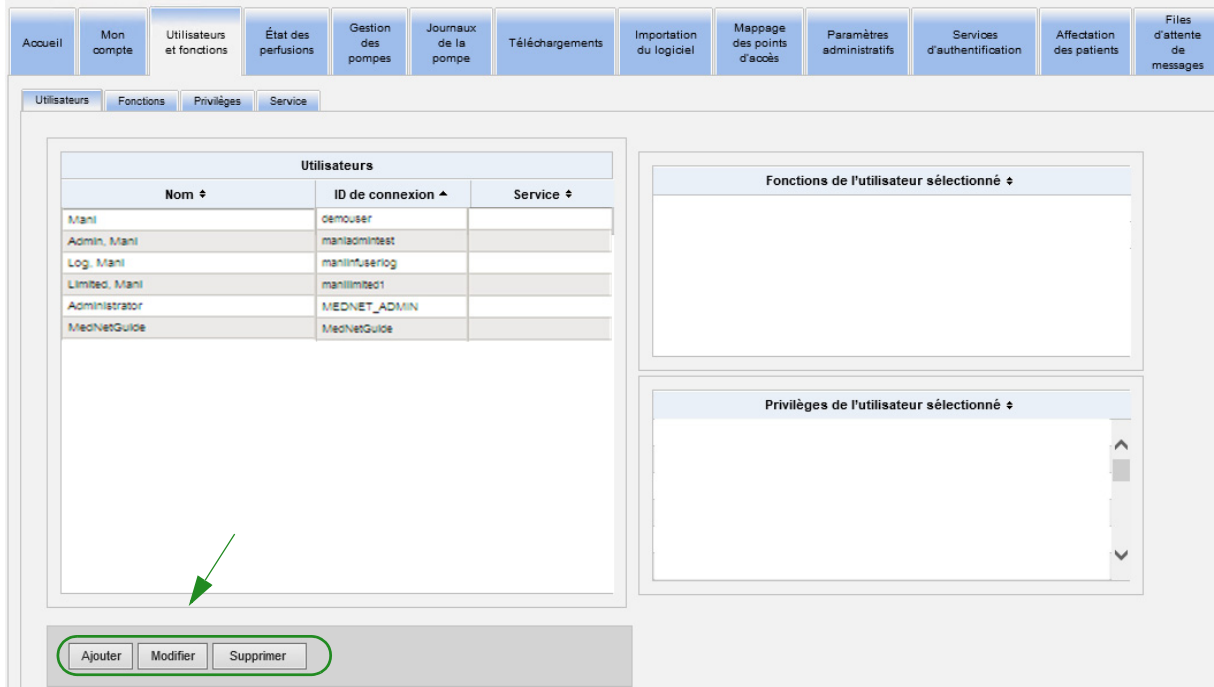 Accueil
Mon compte
Utilisateurs et fonctions
État des perfusions
Gestion des pompes
Journaux de la pompe
Téléchargements
Importation du logiciel
Mappage des points d'accès
Paramètres administratifs
Services d'authentification
Affectation des patients
Files d'attente de messages
Utilisateurs Fonctions Privilèges Service
Utilisateurs
Nom ID de connexion Service
Mani demouser
Admin, Mani maniadmintest
Log, Mani maniinfuserlog
Limited, Mani manilimited1
Administrator MEDNET_ADMIN
MedNetGuide MedNetGuide
Fonctions de l'utilisateur sélectionné
Privilèges de l'utilisateur sélectionné
Ajouter Modifier Supprimer